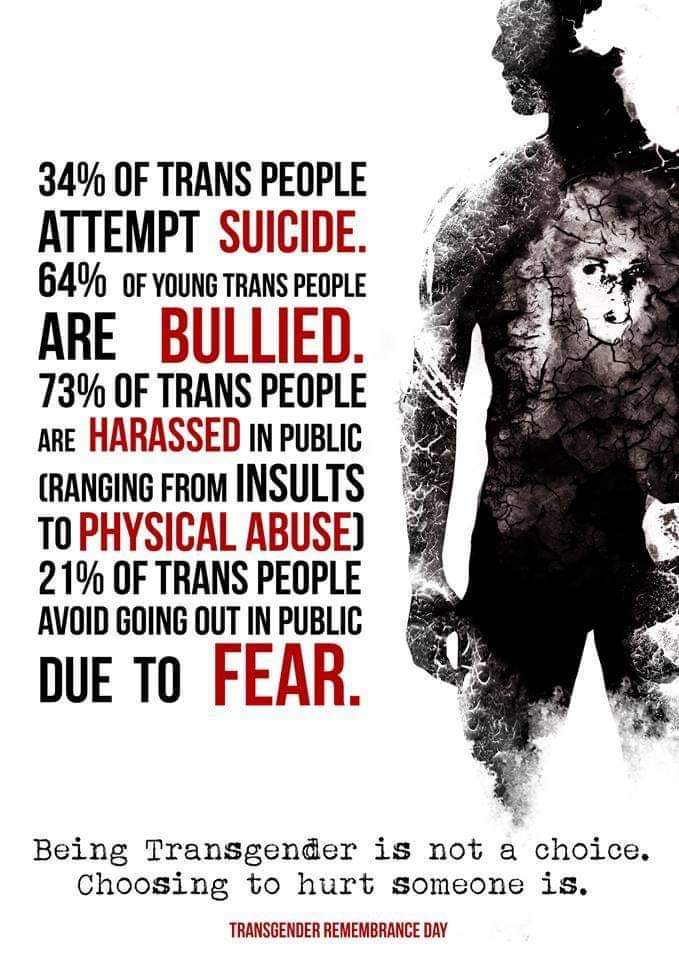 34% OF TRANS PEOPLE
ATTEMPT SUICIDE.
64% OF YOUNG TRANS PEOPLE
ARE BULLIED.
73% OF TRANS PEOPLE
ARE HARASSED IN PUBLIC
(RANGING FROM INSULTS
TO PHYSICAL ABUSE)
21% OF TRANS PEOPLE
AVOID GOING OUT IN PUBLIC
DUE TO FEAR.
Being Transgender is not a choice.
Choosing to hurt someone is.
TRANSGENDER REMEMBRANCE DAY